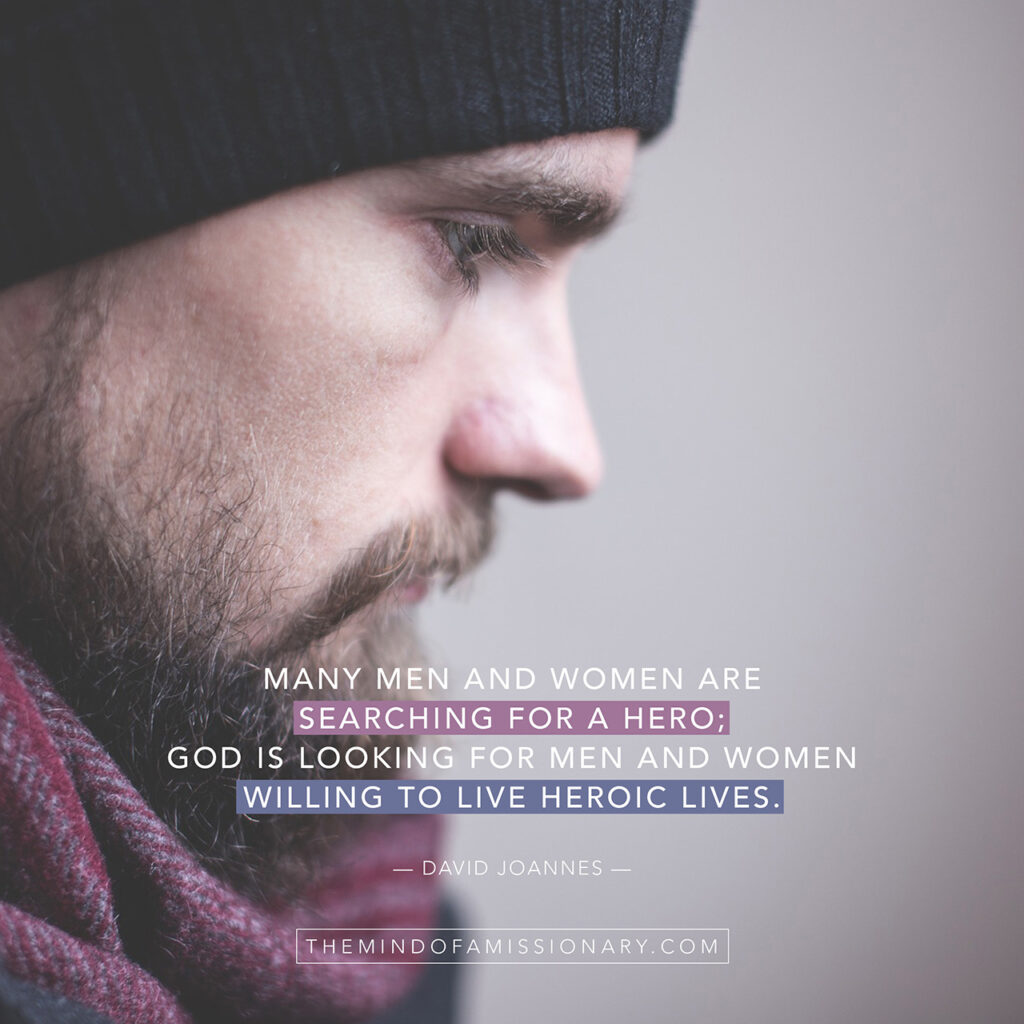 MANY MEN AND WOMEN ARE
SEARCHING FOR A HERO;
GOD IS LOOKING FOR MEN AND WOMEN
WILLING TO LIVE HEROIC LIVES.
— DAVID JOANNES —
THEMINDOFAMISSIONARY.COM